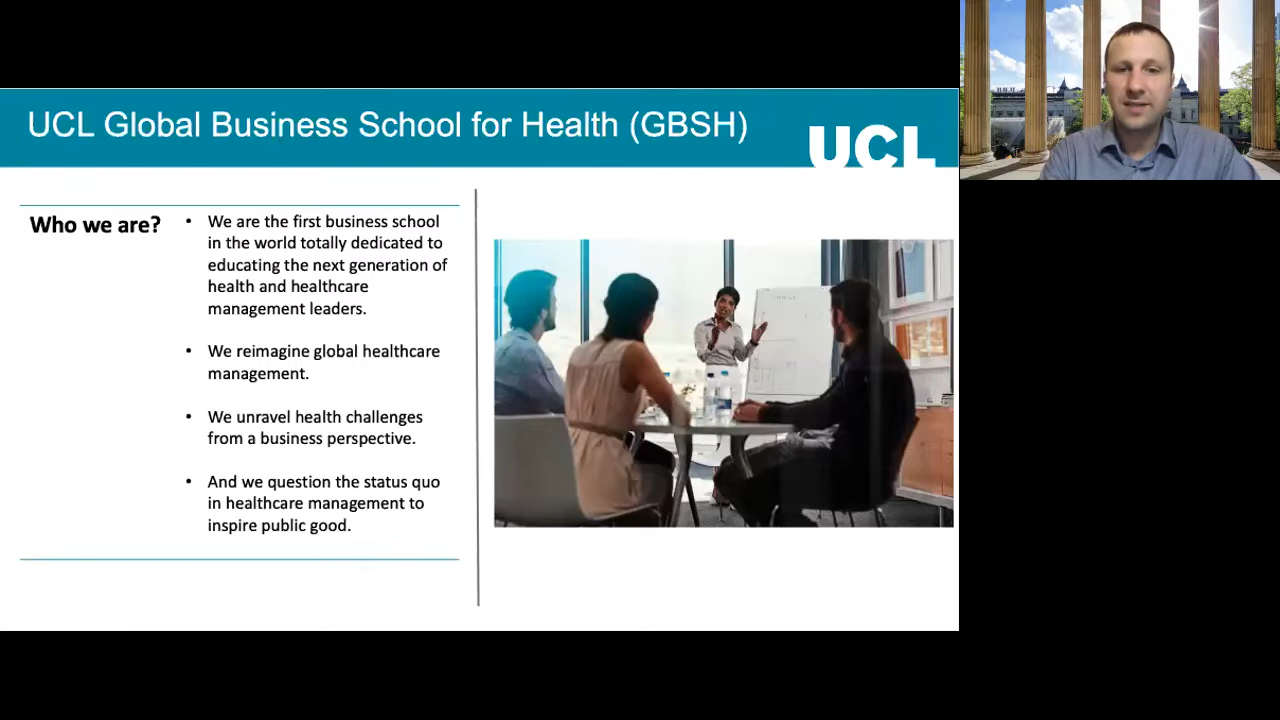 UCL Global Business School for Health (GBSH)
UCL
Who we are?
• We are the first business school
in the world totally dedicated to
educating the next generation of
health and healthcare
management leaders.
• We reimagine global healthcare
management.
• We unravel health challenges
from a business perspective.
• And we question the status quo
in healthcare management to
inspire public good.